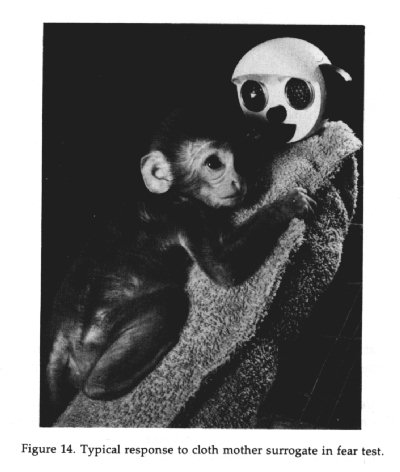 Figure 14. Typical response to cloth mother surrogate in fear test.